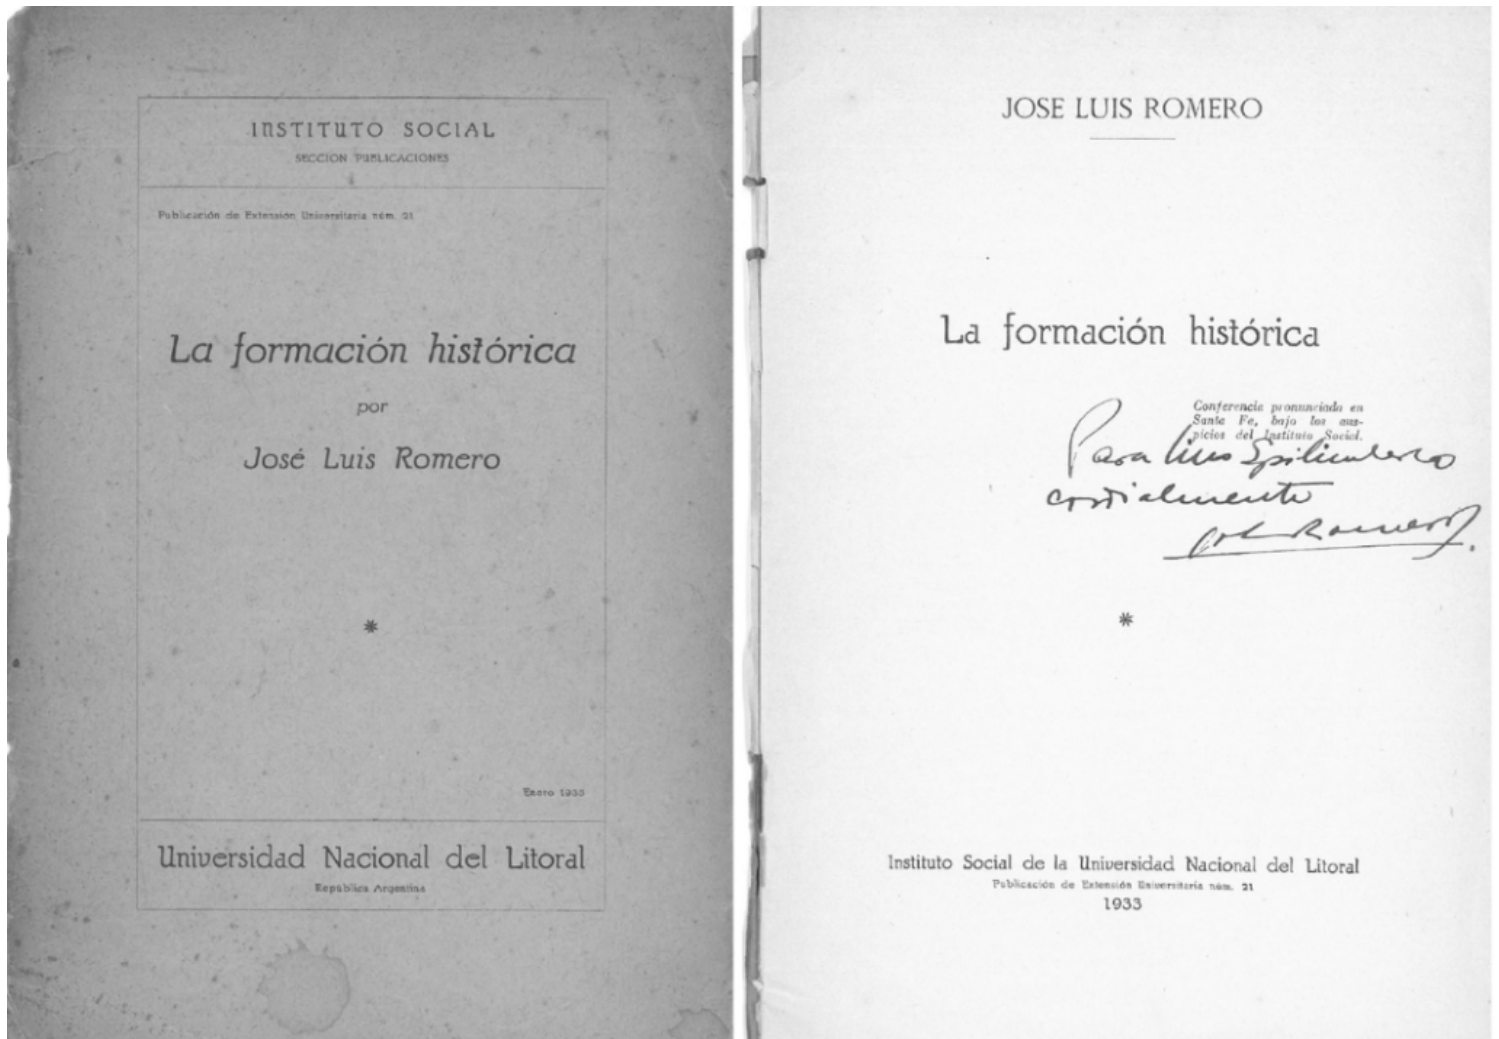 INSTITUTO SOCIAL
SECCION PUBLICACIONES
Publicación de Extensión Universitaria núm. 21
La formación histórica
por
José Luis Romero
*
Enero 1933
Universidad Nacional del Litoral
República Argentina
JOSE LUIS ROMERO
La formación histórica
Conferencia pronunciada en
Santa Fe, bajo los aus-
picios del Instituto Social.
Para Luis
cordialmente
Romero
*
Instituto Social de la Universidad Nacional del Litoral
Publicación de Extensión Universitaria núm. 21
1933